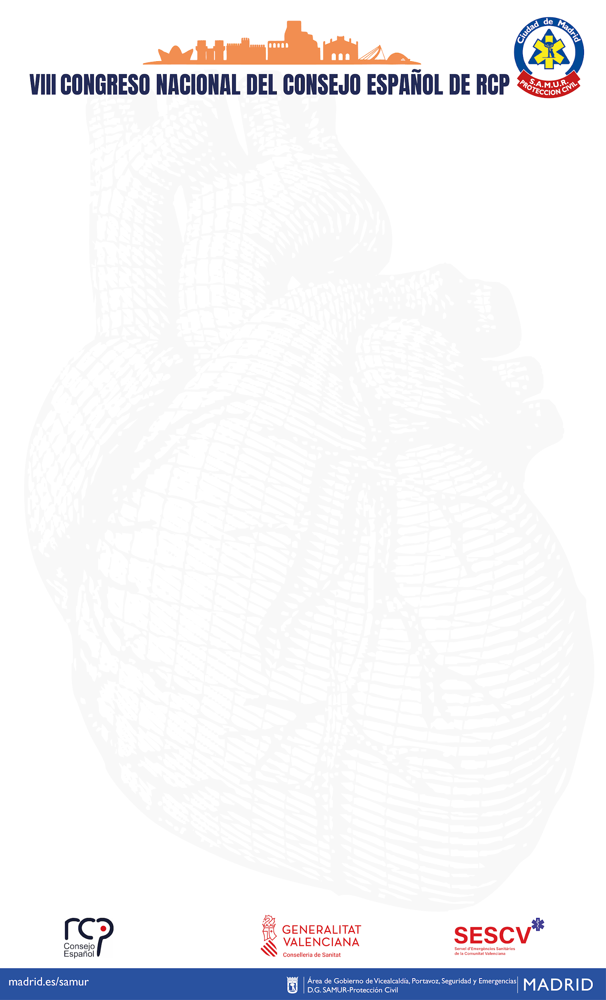 Ciudad de Madrid
VIII CONGRESO NACIONAL DEL CONSEJO ESPAÑOL DE RCP
S.A.M.U.R.
PROTECCION CIVIL
rcp
Consejo
Español
GENERALITAT
VALENCIANA
Conselleria de Sanitat
SESCV
Servel d'Emergències Sanitáries
de la Comunitat Valenciana
madrid.es/samur
Área de Gobierno de Vicealcaldía, Portavoz, Seguridad y Emergencias
D.G. SAMUR-Protección Civil
MADRID